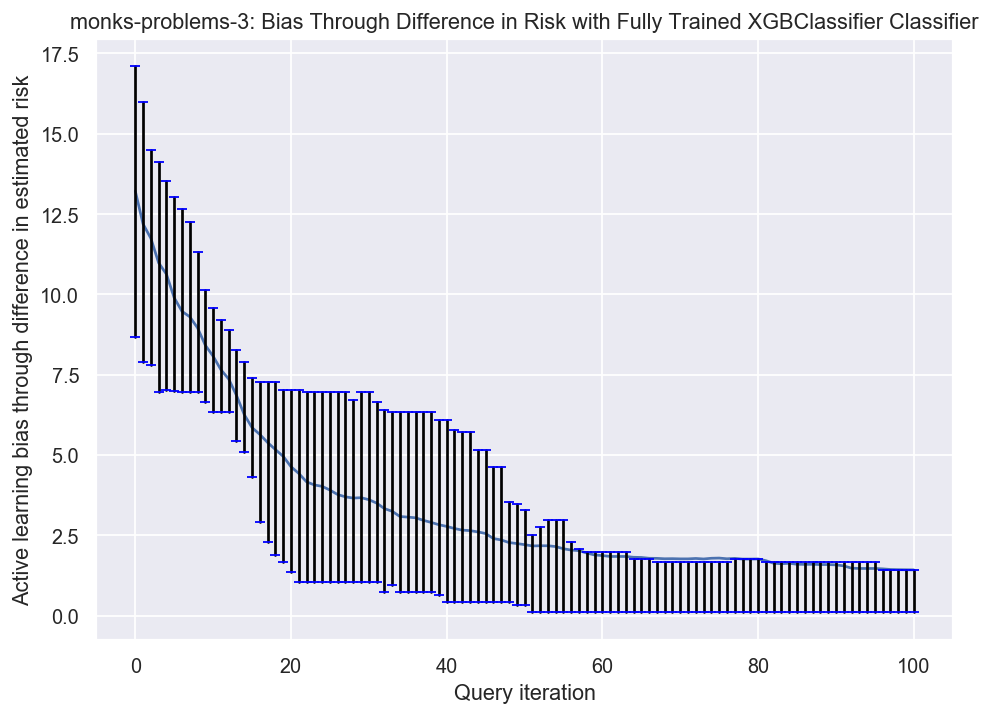 monks-problems-3: Bias Through Difference in Risk with Fully Trained XGBClassifier Classifier
Active learning bias through difference in estimated risk
17.5
15.0
12.5
10.0
7.5
5.0
2.5
0.0
0 20 40 60 80 100
Query iteration